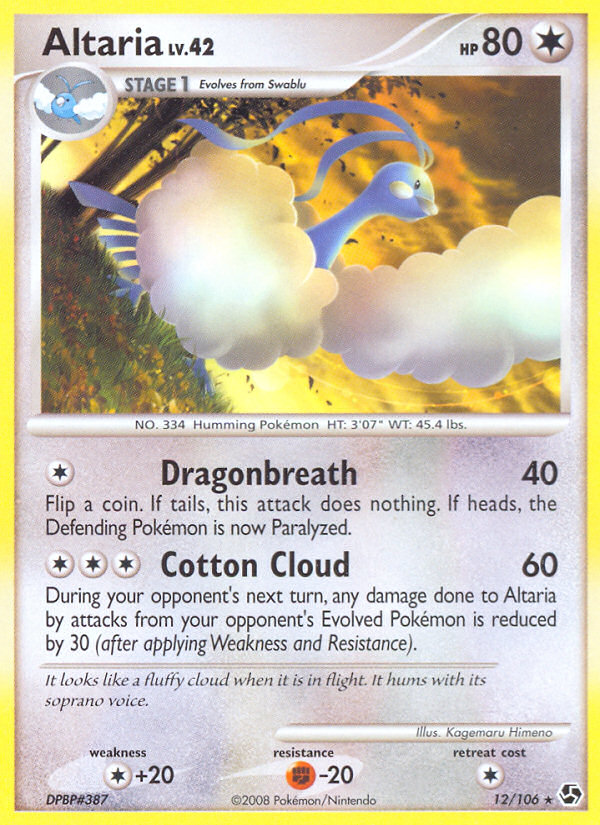 Altaria LV.42 HP 80
STAGE 1 Evolves from Swablu
NO. 334 Humming Pokémon HT: 3'07" WT: 45.4 lbs.
Dragonbreath 40
Flip a coin. If tails, this attack does nothing. If heads, the
Defending Pokémon is now Paralyzed.
Cotton Cloud 60
During your opponent's next turn, any damage done to Altaria
by attacks from your opponent's Evolved Pokémon is reduced
by 30 (after applying Weakness and Resistance).
It looks like a fluffy cloud when it is in flight. It hums with its
soprano voice.
Illus. Kagemaru Himeno
weakness resistance retreat cost
+20 -20
DPBP#387 ©2008 Pokémon/Nintendo 12/106 ★